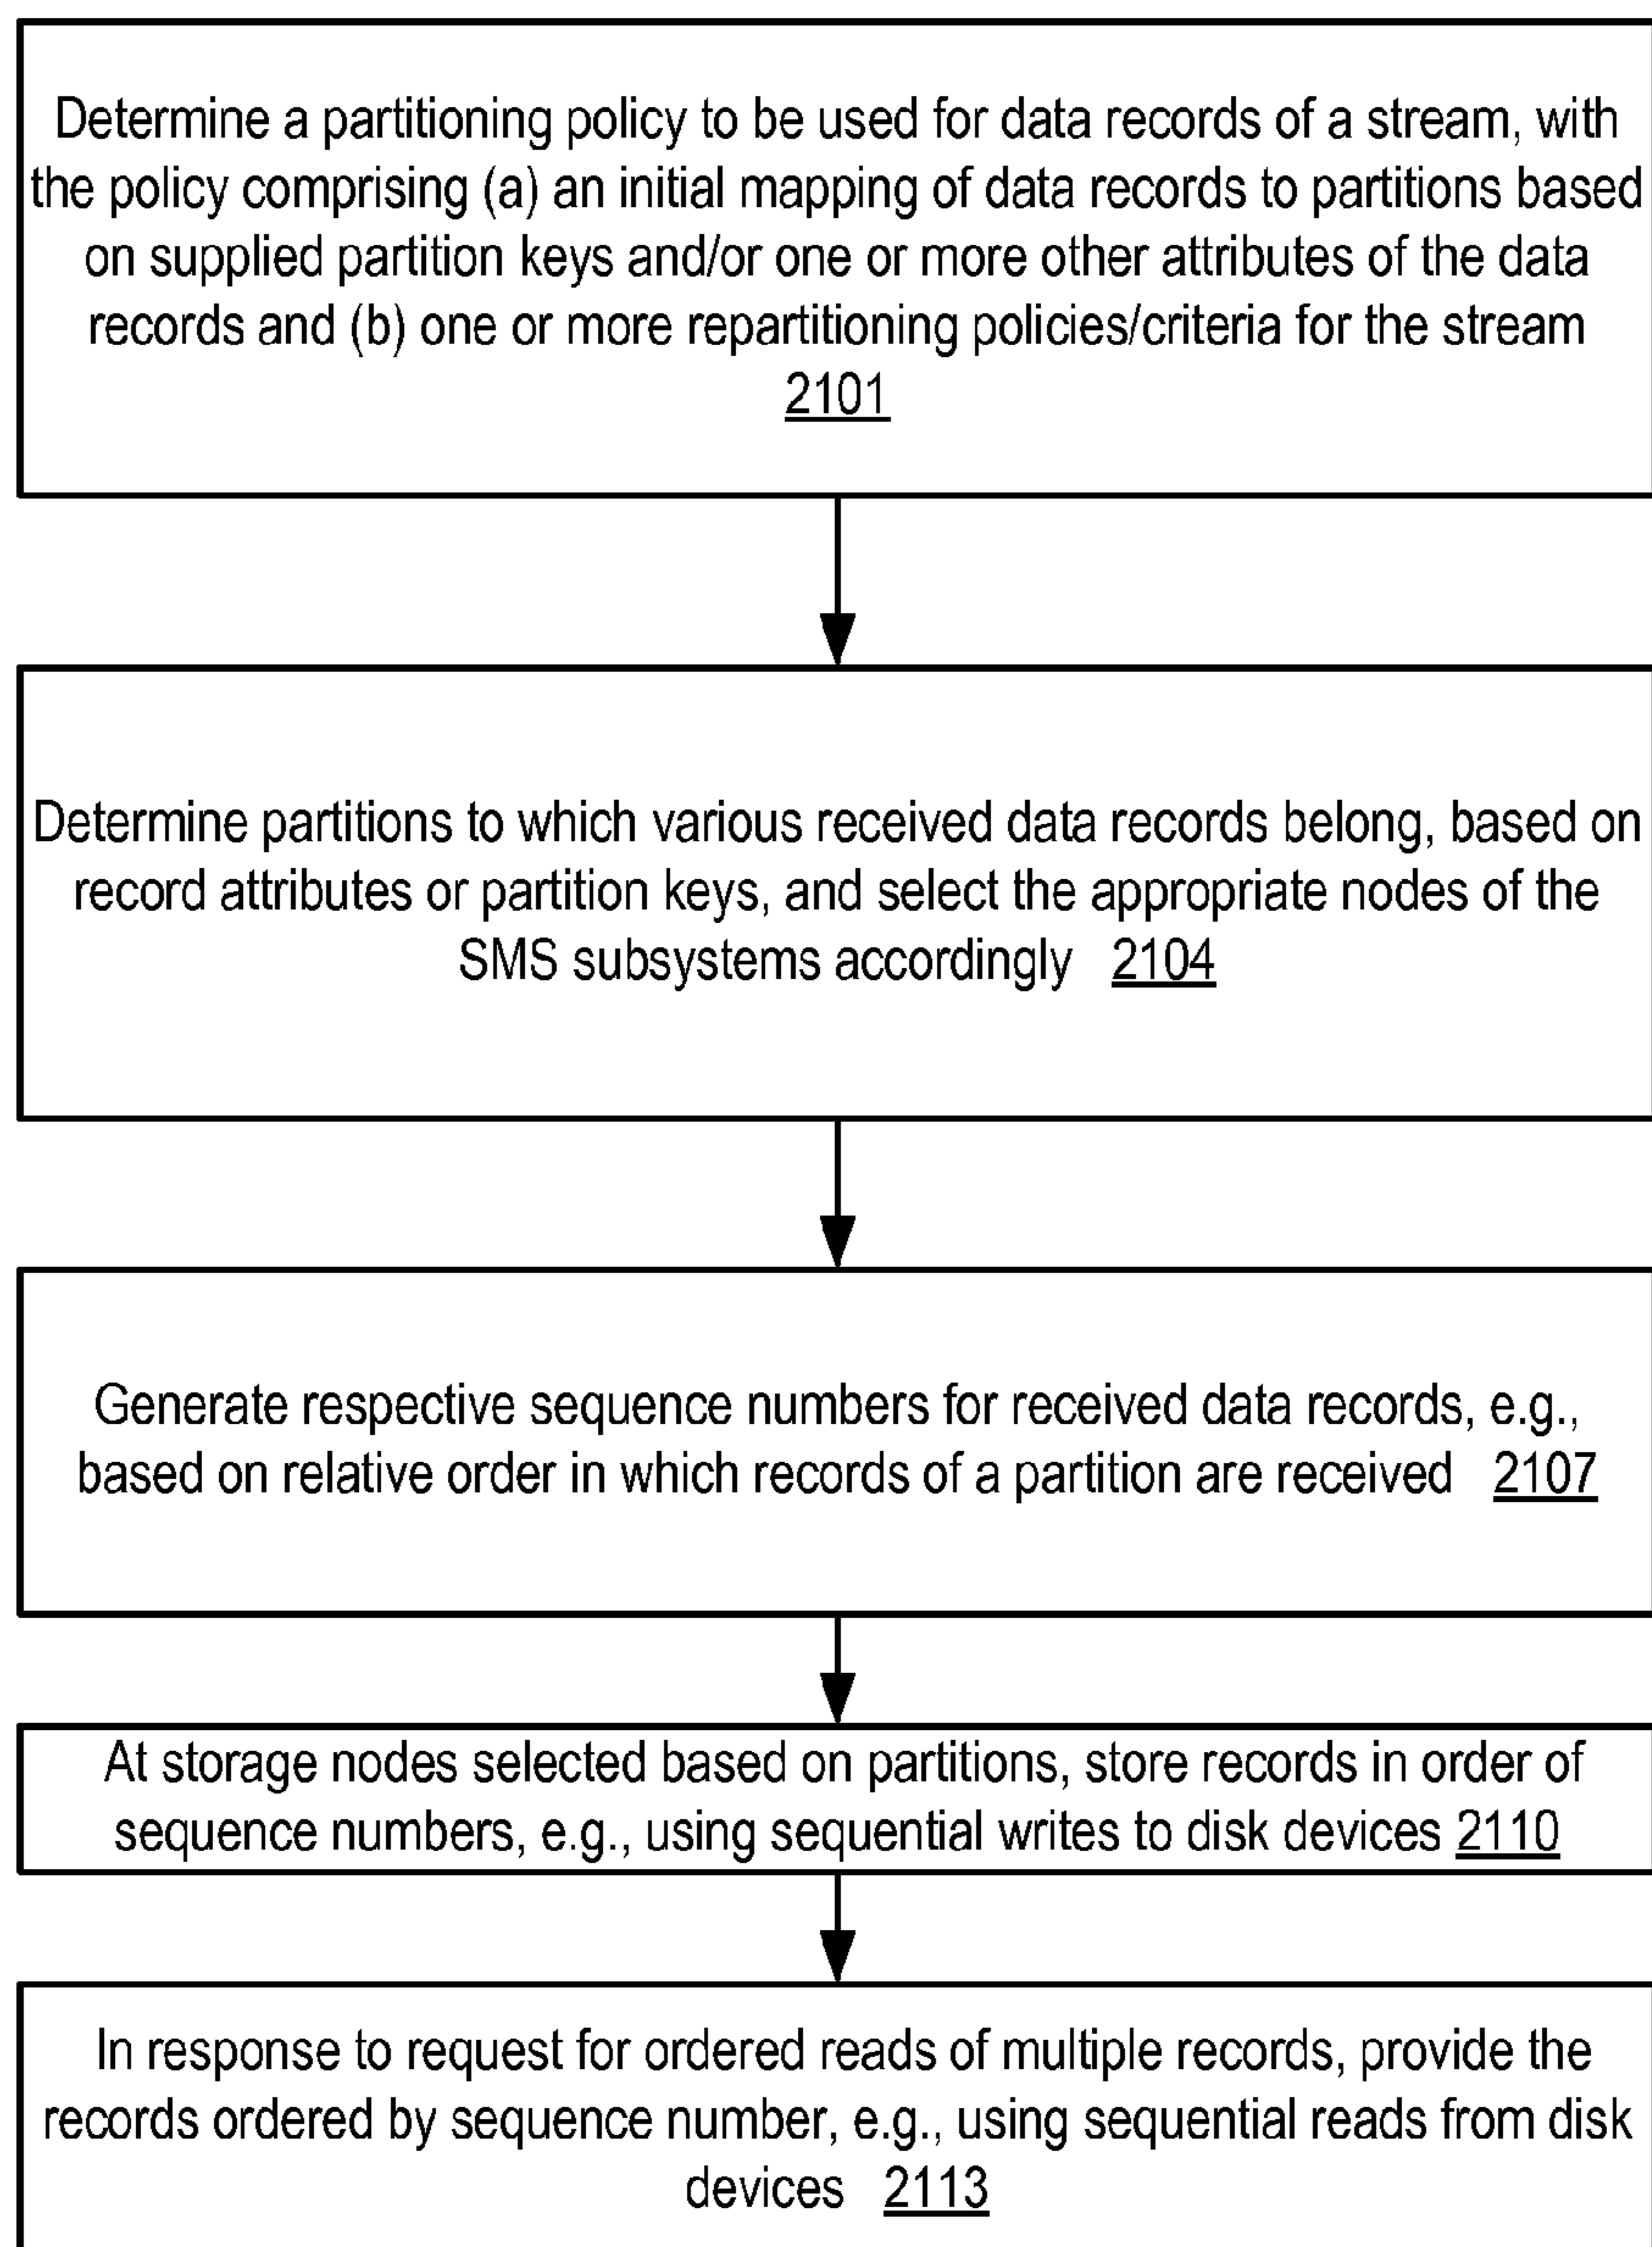 Determine a partitioning policy to be used for data records of a stream, with
the policy comprising (a) an initial mapping of data records to partitions based
on supplied partition keys and/or one or more other attributes of the data
records and (b) one or more repartitioning policies/criteria for the stream
2101
Determine partitions to which various received data records belong, based on
record attributes or partition keys, and select the appropriate nodes of the
SMS subsystems accordingly 2104
Generate respective sequence numbers for received data records, e.g.,
based on relative order in which records of a partition are received 2107
At storage nodes selected based on partitions, store records in order of
sequence numbers, e.g., using sequential writes to disk devices 2110
In response to request for ordered reads of multiple records, provide the
records ordered by sequence number, e.g., using sequential reads from disk
devices 2113